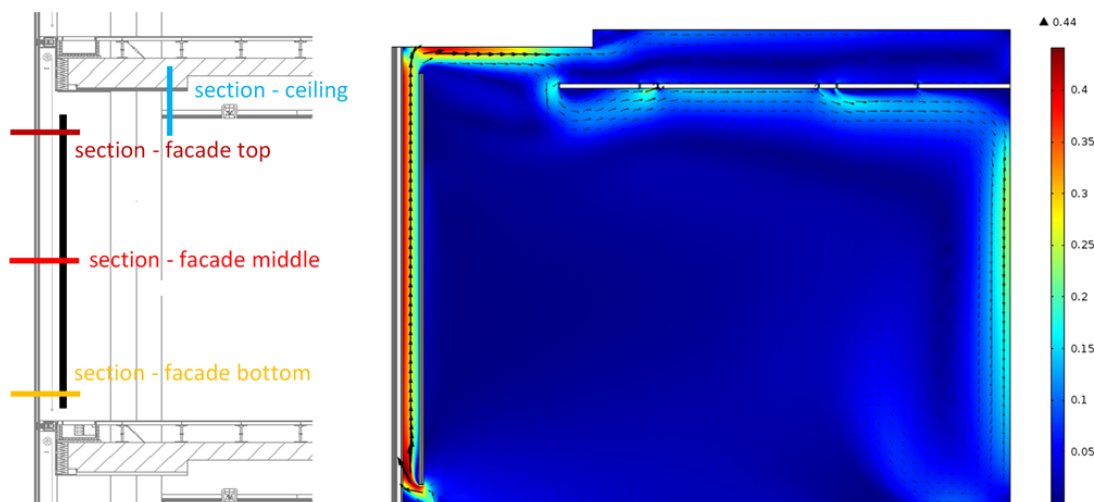 section - ceiling
section - facade top
section - facade middle
section - facade bottom
▲ 0.44
0.4
0.35
0.3
0.25
0.2
0.15
0.1
0.05